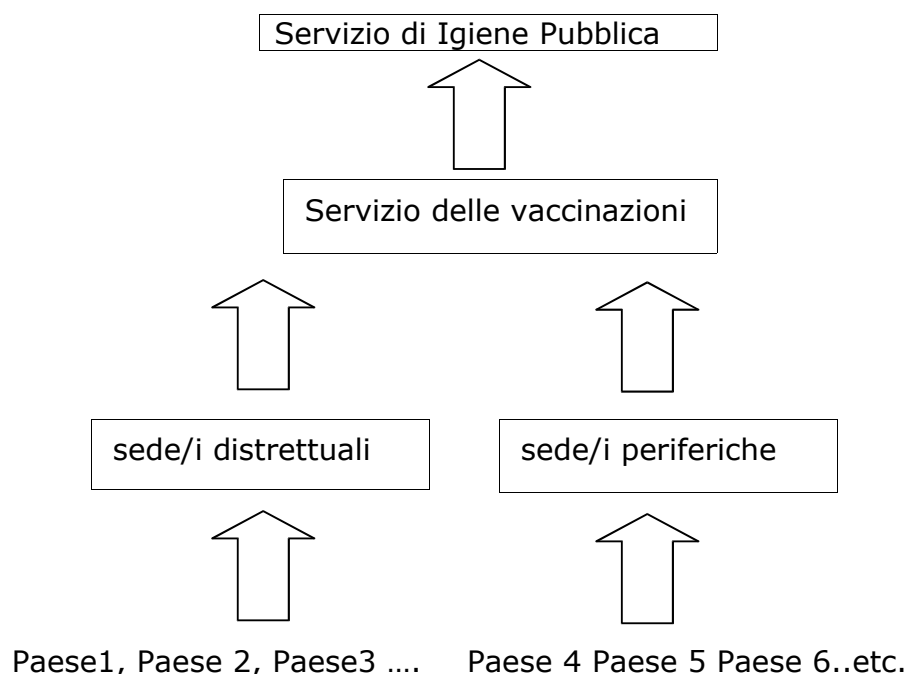 Servizio di Igiene Pubblica
Servizio delle vaccinazioni
sede/i distrettuali
sede/i periferiche
Paese1, Paese 2, Paese3 ....
Paese 4 Paese 5 Paese 6..etc.